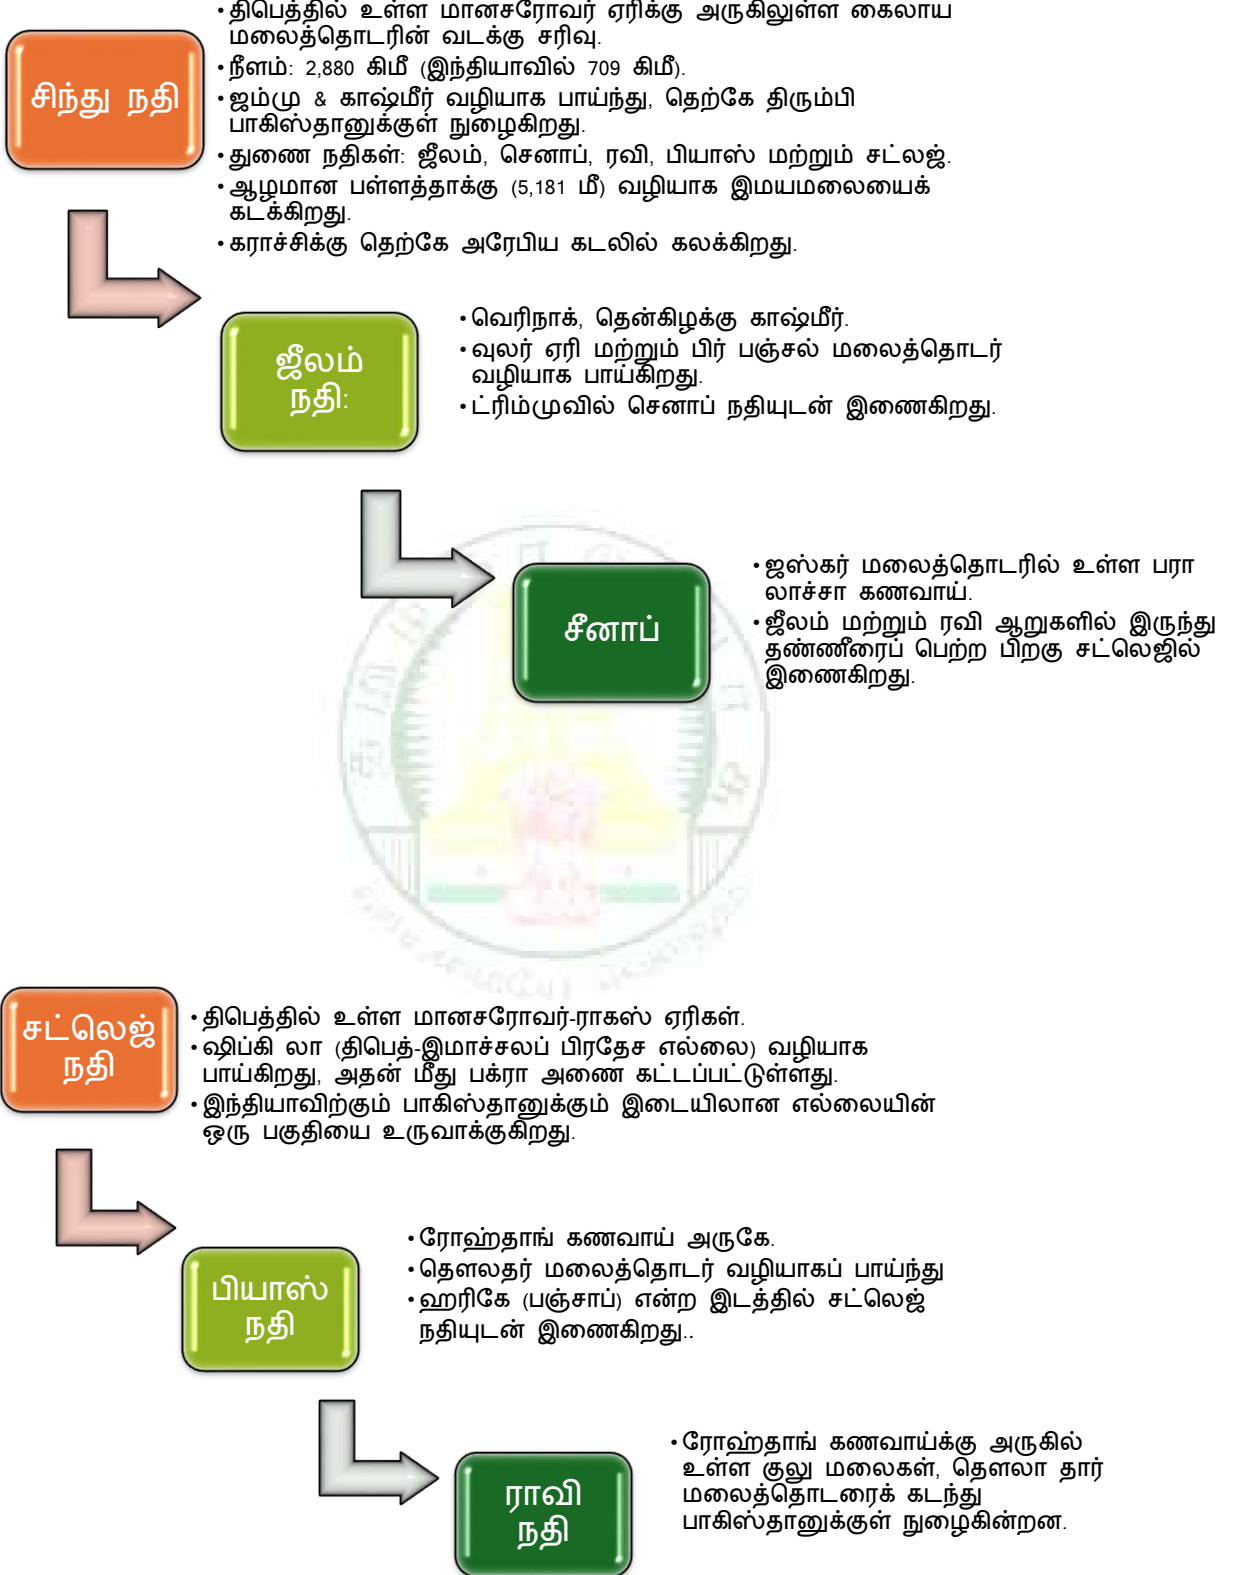 • திபெத்தில் உள்ள மானசரோவர் ஏரிக்கு அருகிலுள்ள கைலாய
மலைத்தொடரின் வடக்கு சரிவு.
சிந்து நதி
• நீளம்: 2,880 கிமீ (இந்தியாவில் 709 கிமீ).
• ஜம்மு & காஷ்மீர் வழியாக பாய்ந்து, தெற்கே திரும்பி
பாகிஸ்தானுக்குள் நுழைகிறது.
• துணை நதிகள்: ஜீலம், செனாப், ரவி, பியாஸ் மற்றும் சட்லஜ்.
• ஆழமான பள்ளத்தாக்கு (5,181 மீ) வழியாக இமயமலையைக்
கடக்கிறது.
• கராச்சிக்கு தெற்கே அரேபிய கடலில் கலக்கிறது.
ஜீலம்
நதி:
• வெரிநாக், தென்கிழக்கு காஷ்மீர்.
• வுலர் ஏரி மற்றும் பிர் பஞ்சல் மலைத்தொடர்
வழியாக பாய்கிறது.
• ட்ரிம்முவில் செனாப் நதியுடன் இணைகிறது.
சீனாப்
• ஜஸ்கர் மலைத்தொடரில் உள்ள பரா
லாச்சா கணவாய்.
• ஜீலம் மற்றும் ரவி ஆறுகளில் இருந்து
தண்ணீரைப் பெற்ற பிறகு சட்லெஜில்
இணைகிறது.
சட்லெஜ்
நதி
• திபெத்தில் உள்ள மானசரோவர்-ராகஸ் ஏரிகள்.
• ஷிப்கி லா (திபெத்-இமாச்சலப் பிரதேச எல்லை) வழியாக
பாய்கிறது, அதன் மீது பக்ரா அணை கட்டப்பட்டுள்ளது.
• இந்தியாவிற்கும் பாகிஸ்தானுக்கும் இடையிலான எல்லையின்
ஒரு பகுதியை உருவாக்குகிறது.
பியாஸ்
நதி
• ரோஹ்தாங் கணவாய் அருகே.
• தௌலதர் மலைத்தொடர் வழியாகப் பாய்ந்து
• ஹரிகே (பஞ்சாப்) என்ற இடத்தில் சட்லெஜ்
நதியுடன் இணைகிறது..
ராவி
நதி
• ரோஹ்தாங் கணவாய்க்கு அருகில்
உள்ள குலு மலைகள், தௌலா தார்
மலைத்தொடரைக் கடந்து
பாகிஸ்தானுக்குள் நுழைகின்றன.